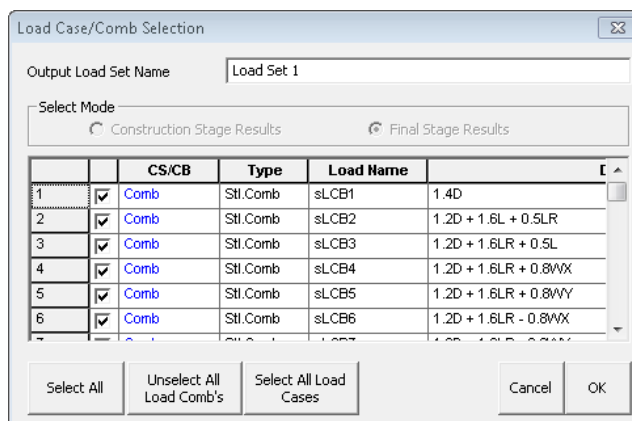 Load Case/Comb Selection
Output Load Set Name Load Set 1
Select Mode
Construction Stage Results Final Stage Results
CS/CB Type Load Name
1 Comb Stl.Comb sLCB1 1.4D
2 Comb Stl.Comb sLCB2 1.2D + 1.6L + 0.5LR
3 Comb Stl.Comb sLCB3 1.2D + 1.6LR + 0.5L
4 Comb Stl.Comb sLCB4 1.2D + 1.6LR + 0.8WX
5 Comb Stl.Comb sLCB5 1.2D + 1.6LR + 0.8WY
6 Comb Stl.Comb sLCB6 1.2D + 1.6LR - 0.8WX
Select All Unselect All Load Comb's Select All Load Cases Cancel OK